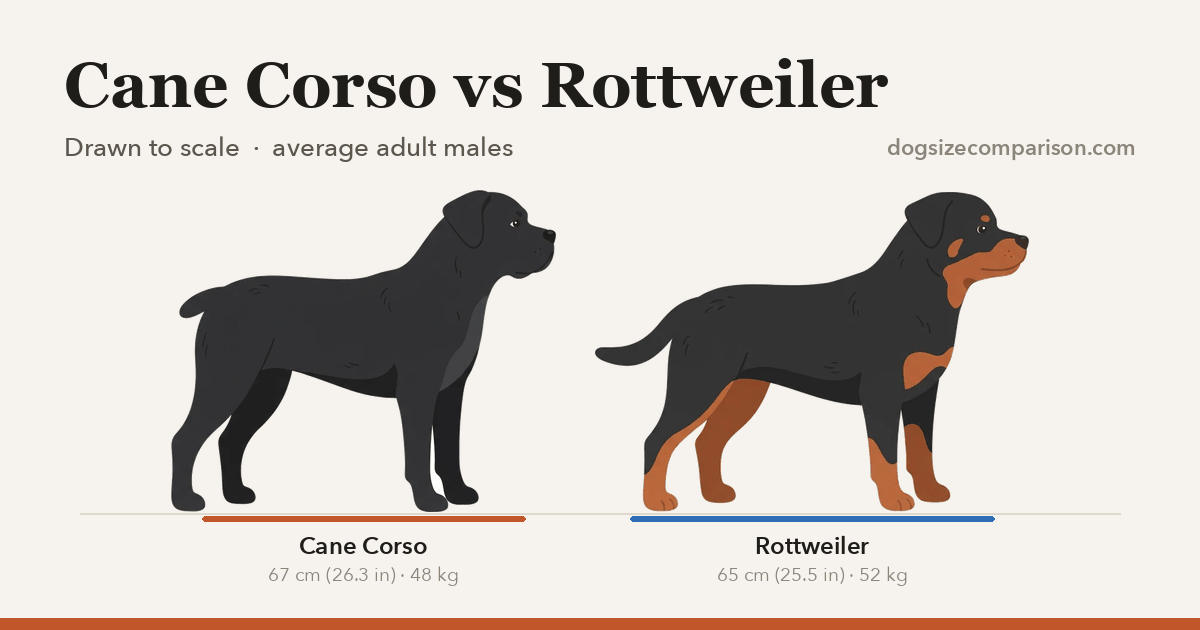 Cane Corso vs Rottweiler
Drawn to scale · average adult males
dogsizecomparison.com
Cane Corso
67 cm (26.3 in) · 48 kg
Rottweiler
65 cm (25.5 in) · 52 kg